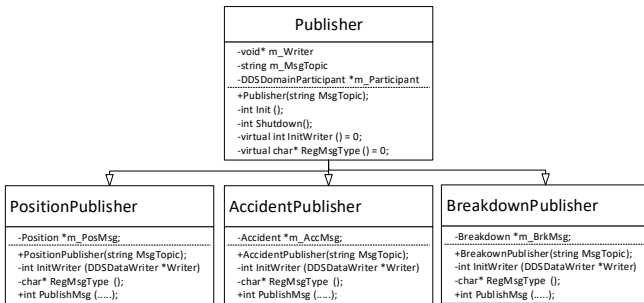 Publisher
-void* m_Writer
-string m_MsgTopic
-DDSDomainParticipant *m_Participant
+Publisher(string MsgTopic);
-int Init ();
-int Shutdown();
-virtual int InitWriter () = 0;
-virtual char* RegMsgType () = 0;
PositionPublisher
-Position *m_PosMsg;
+PositionPublisher(string MsgTopic);
-int InitWriter (DDSDataWriter *Writer)
-char* RegMsgType ();
+int PublishMsg (.....);
AccidentPublisher
-Accident *m_AccMsg;
+AccidentPublisher(string MsgTopic);
-int InitWriter (DDSDataWriter *Writer)
-char* RegMsgType ();
+int PublishMsg (.....);
BreakdownPublisher
-Breakdown *m_BrkMsg;
+BreakownPublisher(string MsgTopic);
-int InitWriter (DDSDataWriter *Writer)
-char* RegMsgType ();
+int PublishMsg (.....);